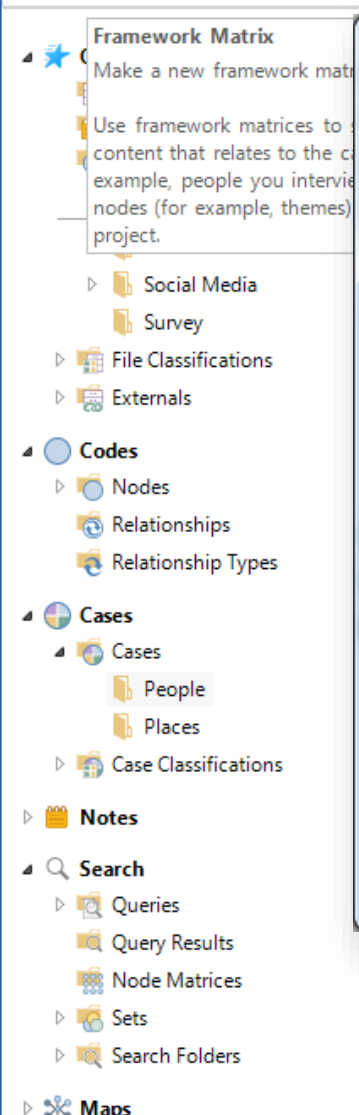 Framework Matrix
Make a new framework
Use framework matrices to
content that relates to the
example, people you
nodes (for example, themes)
project.
Social Media
Survey
File Classifications
Externals
Codes
Nodes
Relationships
Relationship Types
Cases
Cases
People
Places
Case Classifications
Notes
Search
Queries
Query Results
Node Matrices
Sets
Search Folders
Maps